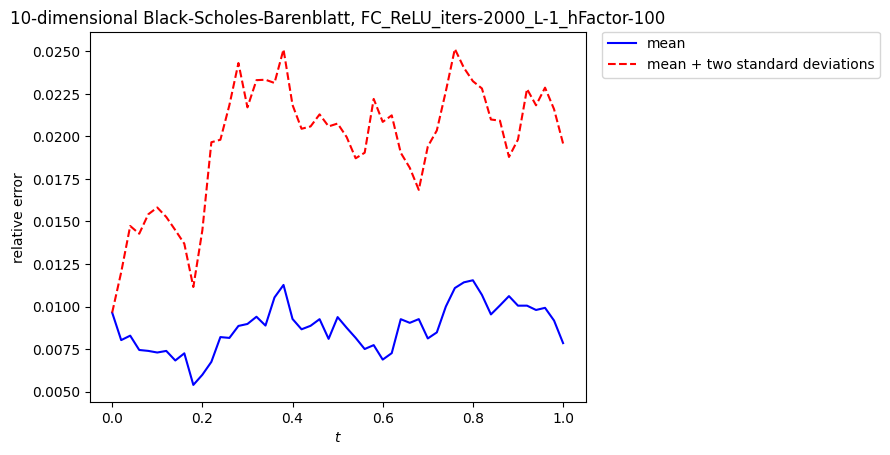 10-dimensional Black-Scholes-Barenblatt, FC_ReLU_iters-2000_L-1_hFactor-100
mean
mean + two standard deviations
relative error
0.0250
0.0225
0.0200
0.0175
0.0150
0.0125
0.0100
0.0075
0.0050
0.0 0.2 0.4 0.6 0.8 1.0
t